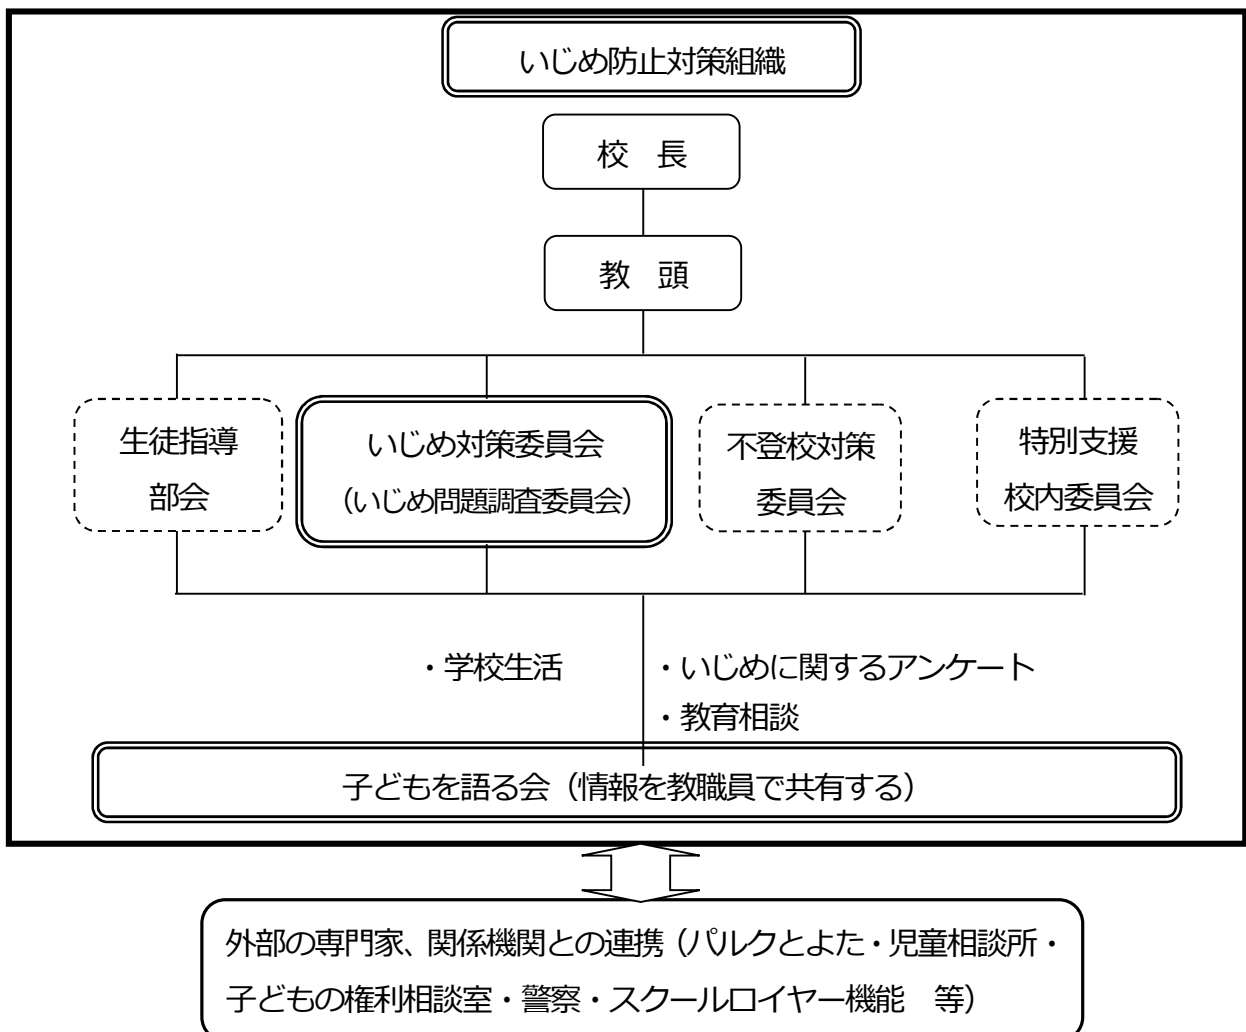 いじめ防止対策組織
校　長
教　頭
生徒指導
部会
いじめ対策委員会
（いじめ問題調査委員会）
不登校対策
委員会
特別支援
校内委員会
・学校生活
・いじめに関するアンケート
・教育相談
子どもを語る会（情報を教職員で共有する）
外部の専門家、関係機関との連携（パルクとよた・児童相談所・
子どもの権利相談室・警察・スクールロイヤー機能　等）